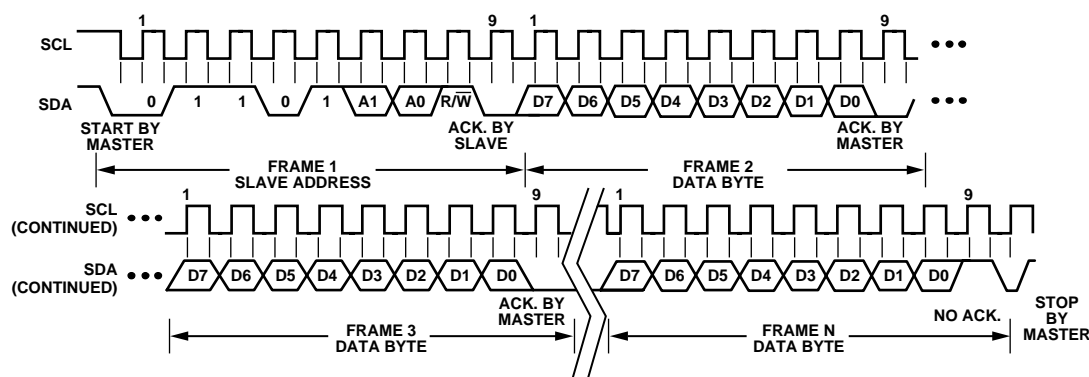 1 9 1 9
SCL
SDA 0 1 1 0 1 A1 A0 R/W̅ D7 D6 D5 D4 D3 D2 D1 D0
START BY
MASTER
ACK. BY
SLAVE
ACK. BY
MASTER
FRAME 1
SLAVE ADDRESS
FRAME 2
DATA BYTE
1 9 1 9
SCL
(CONTINUED)
SDA
(CONTINUED)
D7 D6 D5 D4 D3 D2 D1 D0 D7 D6 D5 D4 D3 D2 D1 D0
ACK. BY
MASTER
NO ACK.
STOP
BY
MASTER
FRAME 3
DATA BYTE
FRAME N
DATA BYTE